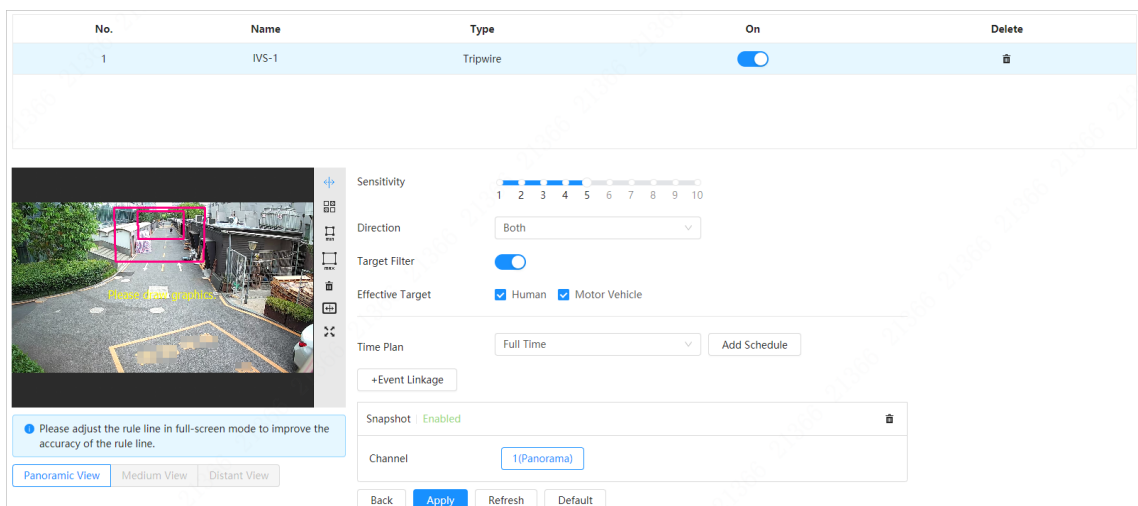 No. Name Type On Delete
1 IVS-1 Tripwire
Sensitivity
1 2 3 4 5 6 7 8 9 10
min
Direction Both
Target Filter
max
Effective Target Human Motor Vehicle
Please draw graphics.
Time Plan Full Time Add Schedule
+Event Linkage
Snapshot Enabled
Please adjust the rule line in full-screen mode to improve the
accuracy of the rule line.
Channel 1(Panorama)
Panoramic View Medium View Distant View
Back Apply Refresh Default